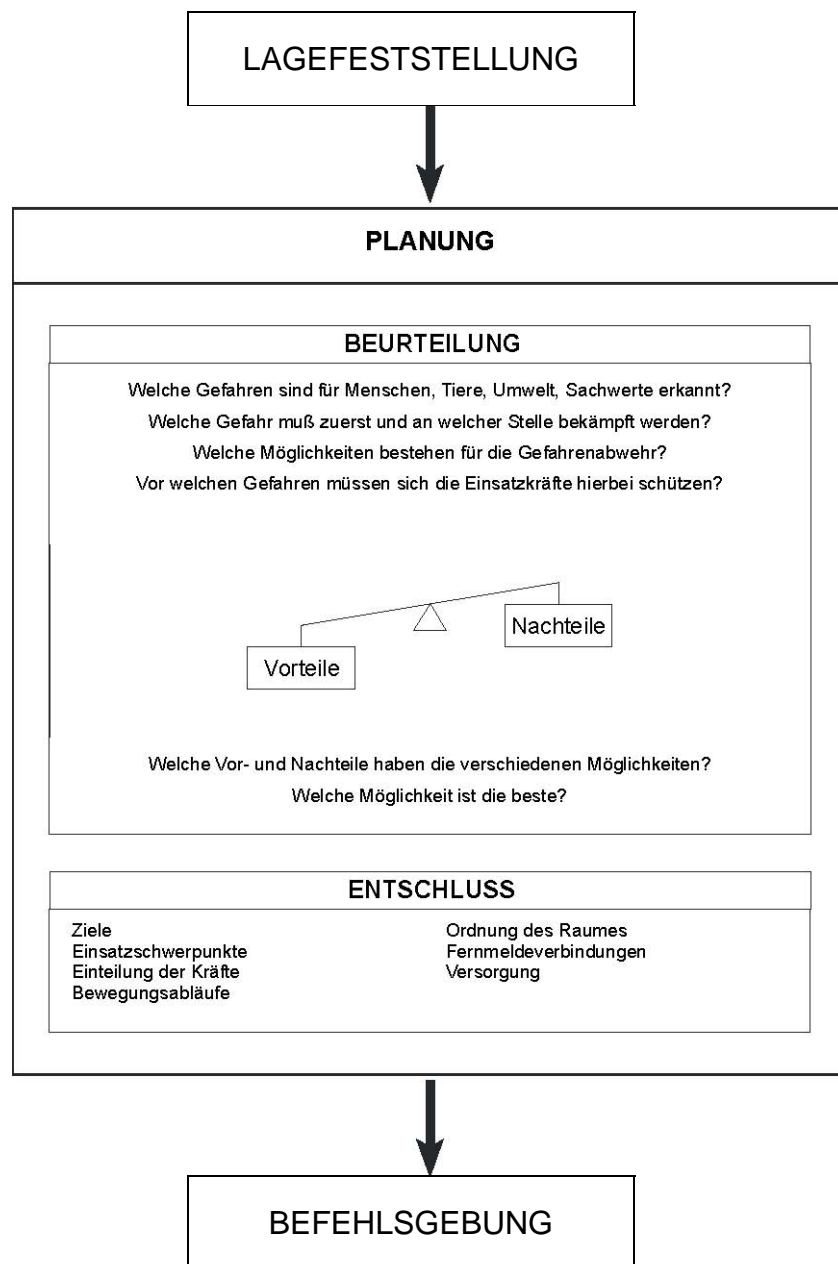 LAGEFESTSTELLUNG
PLANUNG
BEURTEILUNG
Welche Gefahren sind für Menschen, Tiere, Umwelt, Sachwerte erkannt?
Welche Gefahr muß zuerst und an welcher Stelle bekämpft werden?
Welche Möglichkeiten bestehen für die Gefahrenabwehr?
Vor welchen Gefahren müssen sich die Einsatzkräfte hierbei schützen?
Nachteile
Vorteile
Welche Vor- und Nachteile haben die verschiedenen Möglichkeiten?
Welche Möglichkeit ist die beste?
ENTSCHLUSS
Ziele
Einsatzschwerpunkte
Einteilung der Kräfte
Bewegungsabläufe
Ordnung des Raumes
Fernmeldeverbindungen
Versorgung
BEFEHLSGEBUNG